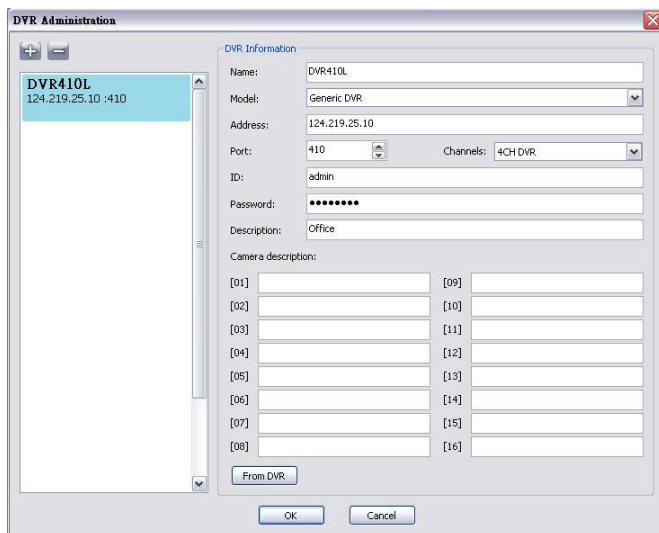 DVR Administration
DVR410L
124.219.25.10 :410
DVR Information
Name: DVR410L
Model: Generic DVR
Address: 124.219.25.10
Port: 410 Channels: 4CH DVR
ID: admin
Password: ●●●●●●●●
Description: Office
Camera description:
[01] [09]
[02] [10]
[03] [11]
[04] [12]
[05] [13]
[06] [14]
[07] [15]
[08] [16]
From DVR
OK Cancel